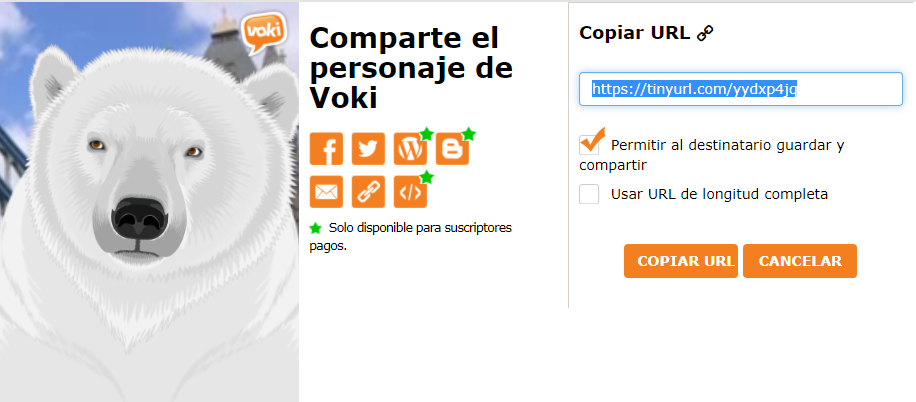 voki
Comparte el
personaje de
Voki
Solo disponible para suscriptores
pagos.
Copiar URL
https://tinyurl.com/yydxp4jq
Permitir al destinatario guardar y
compartir
Usar URL de longitud completa
COPIAR URL
CANCELAR